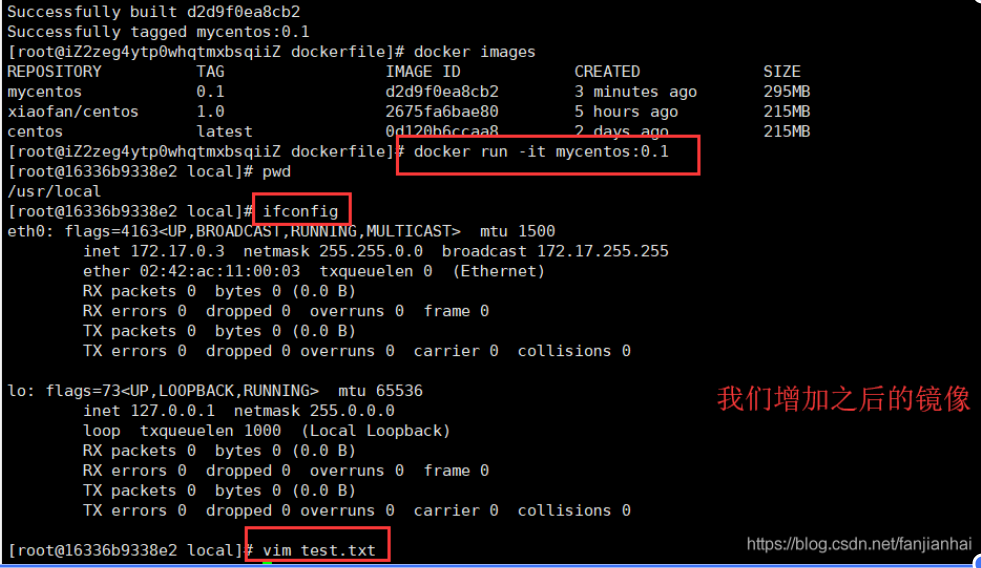 Successfully built d2d9f0ea8cb2
Successfully tagged mycentos:0.1
[root@iZ2zeg4ytp0whqtmxbsqiiZ dockerfile]# docker images
REPOSITORY TAG IMAGE ID CREATED SIZE
mycentos 0.1 d2d9f0ea8cb2 3 minutes ago 295MB
xiaofan/centos 1.0 2675fa6bae80 5 hours ago 215MB
centos latest 0d120b6ccaa8 2 days ago 215MB
[root@iZ2zeg4ytp0whqtmxbsqiiZ dockerfile]# docker run -it mycentos:0.1
[root@16336b9338e2 local]# pwd
/usr/local
[root@16336b9338e2 local]# ifconfig
eth0: flags=4163<UP,BROADCAST,RUNNING,MULTICAST> mtu 1500
inet 172.17.0.3 netmask 255.255.0.0 broadcast 172.17.255.255
ether 02:42:ac:11:00:03 txqueuelen 0 (Ethernet)
RX packets 0 bytes 0 (0.0 B)
RX errors 0 dropped 0 overruns 0 frame 0
TX packets 0 bytes 0 (0.0 B)
TX errors 0 dropped 0 overruns 0 carrier 0 collisions 0
lo: flags=73<UP,LOOPBACK,RUNNING> mtu 65536
inet 127.0.0.1 netmask 255.0.0.0
loop txqueuelen 1000 (Local Loopback)
RX packets 0 bytes 0 (0.0 B)
RX errors 0 dropped 0 overruns 0 frame 0
TX packets 0 bytes 0 (0.0 B)
TX errors 0 dropped 0 overruns 0 carrier 0 collisions 0
我们增加之后的镜像
[root@16336b9338e2 local]# vim test.txt
https://blog.csdn.net/fanjianhai